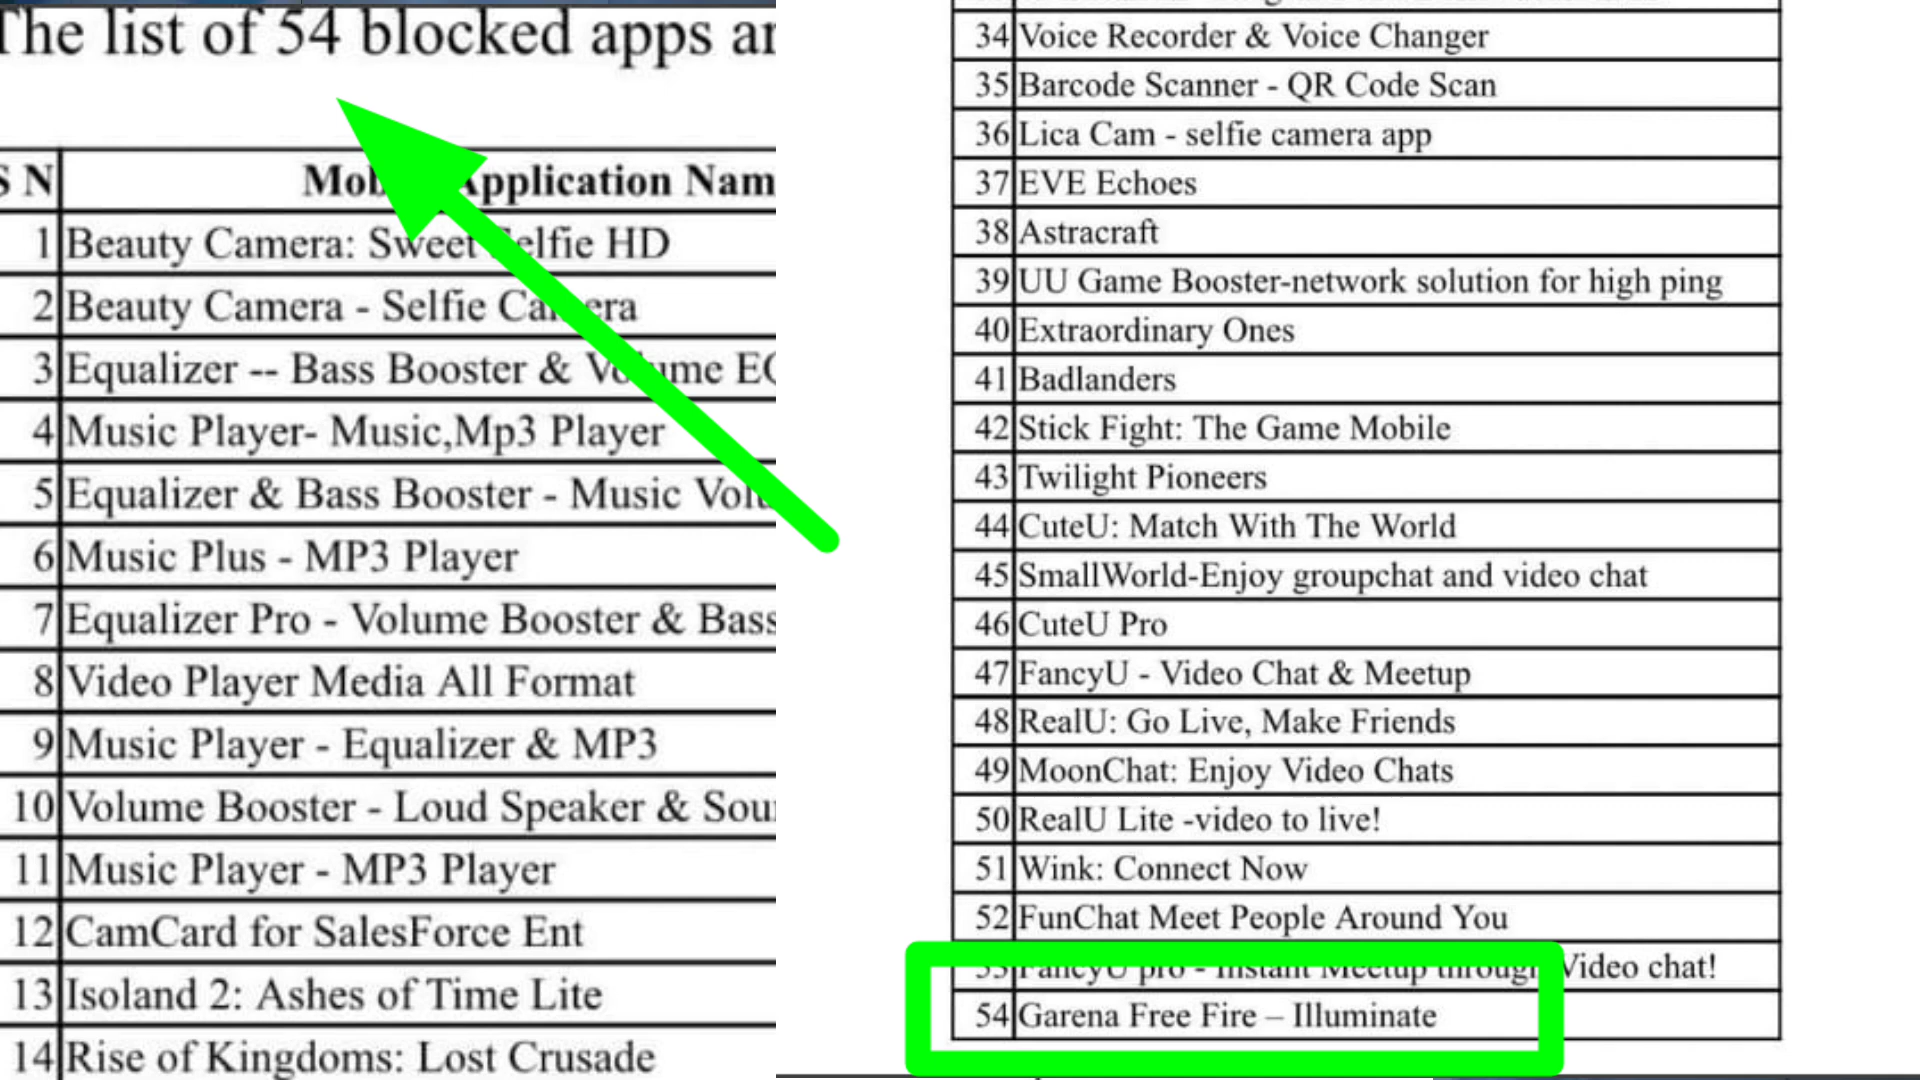 The list of 54 blocked apps ar
S N Application Nam
1 Beauty Camera: Sweet Selfie HD
2 Beauty Camera - Selfie Camera
3 Equalizer -- Bass Booster & Volume EQ
4 Music Player- Music,Mp3 Player
5 Equalizer & Bass Booster - Music Volu
6 Music Plus - MP3 Player
7 Equalizer Pro - Volume Booster & Bass
8 Video Player Media All Format
9 Music Player - Equalizer & MP3
10 Volume Booster - Loud Speaker & Sou
11 Music Player - MP3 Player
12 CamCard for SalesForce Ent
13 Isoland 2: Ashes of Time Lite
14 Rise of Kingdoms: Lost Crusade
34 Voice Recorder & Voice Changer
35 Barcode Scanner - QR Code Scan
36 Lica Cam - selfie camera app
37 EVE Echoes
38 Astracraft
39 UU Game Booster-network solution for high ping
40 Extraordinary Ones
41 Badlanders
42 Stick Fight: The Game Mobile
43 Twilight Pioneers
44 CuteU: Match With The World
45 SmallWorld-Enjoy groupchat and video chat
46 CuteU Pro
47 FancyU - Video Chat & Meetup
48 RealU: Go Live, Make Friends
49 MoonChat: Enjoy Video Chats
50 RealU Lite -video to live!
51 Wink: Connect Now
52 FunChat Meet People Around You
53 FancyU pro - Instant Meetup through Video chat!
54 Garena Free Fire – Illuminate